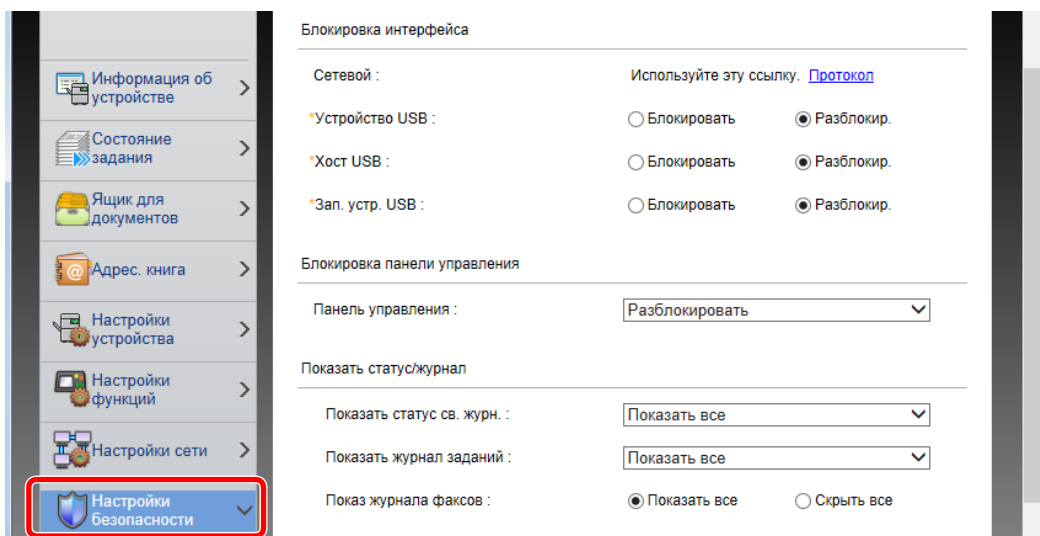 Информация об
устройстве
Состояние
задания
Ящик для
документов
Адрес. книга
Настройки
устройства
Настройки
функций
Настройки сети
Настройки
безопасности
Блокировка интерфейса
Сетевой : Используйте эту ссылку. Протокол
*Устройство USB : Блокировать Разблокир.
*Хост USB : Блокировать Разблокир.
*Зап. устр. USB : Блокировать Разблокир.
Блокировка панели управления
Панель управления : Разблокировать
Показать статус/журнал
Показать статус св. журн. : Показать все
Показать журнал заданий : Показать все
Показ журнала факсов : Показать все Скрыть все